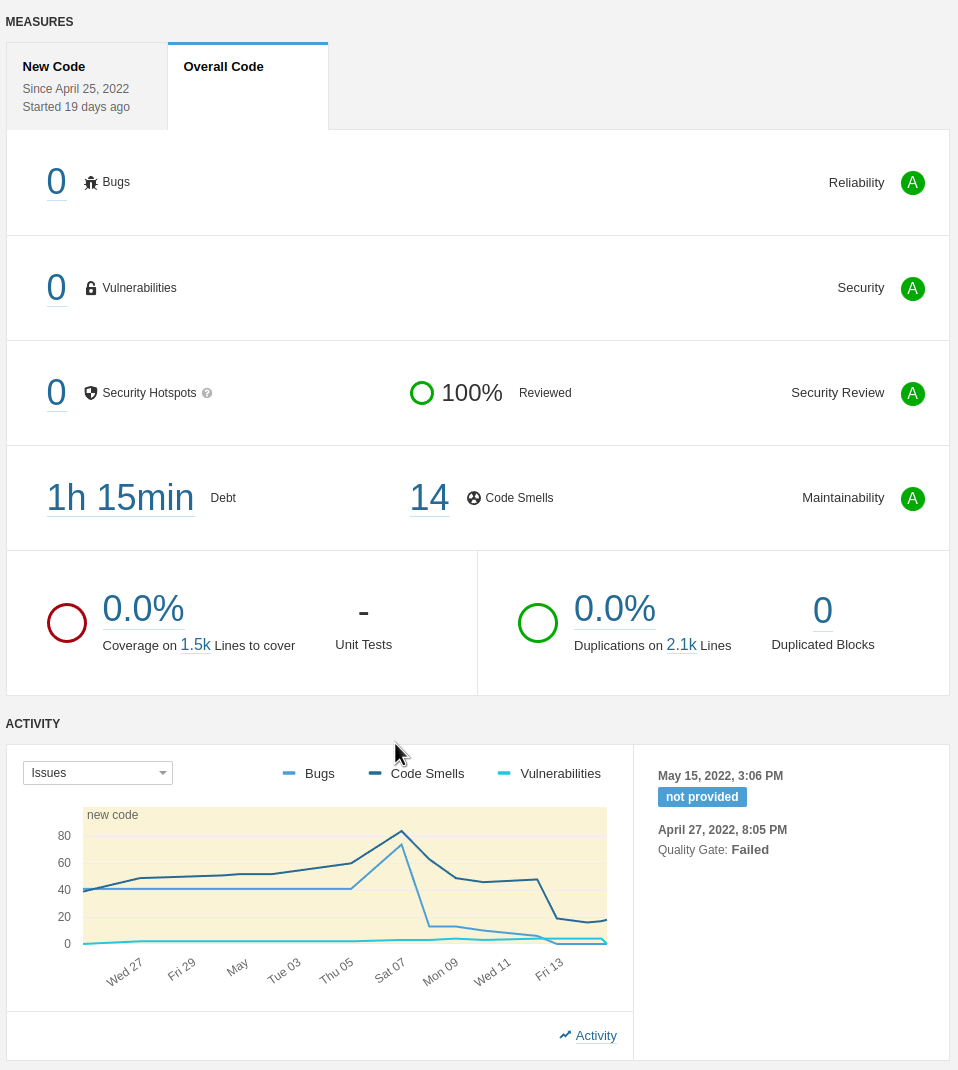 MEASURES
New Code
Since April 25, 2022
Started 19 days ago
Overall Code
0 Bugs Reliability A
0 Vulnerabilities Security A
0 Security Hotspots ? 100% Reviewed Security Review A
1h 15min Debt 14 Code Smells Maintainability A
0.0% - 0.0% 0
Coverage on 1.5k Lines to cover Unit Tests Duplications on 2.1k Lines Duplicated Blocks
ACTIVITY
Issues Bugs Code Smells Vulnerabilities
new code
80
60
40
20
0
Wed 27 Fri 29 May Tue 03 Thu 05 Sat 07 Mon 09 Wed 11 Fri 13
Activity
May 15, 2022, 3:06 PM
not provided
April 27, 2022, 8:05 PM
Quality Gate: Failed